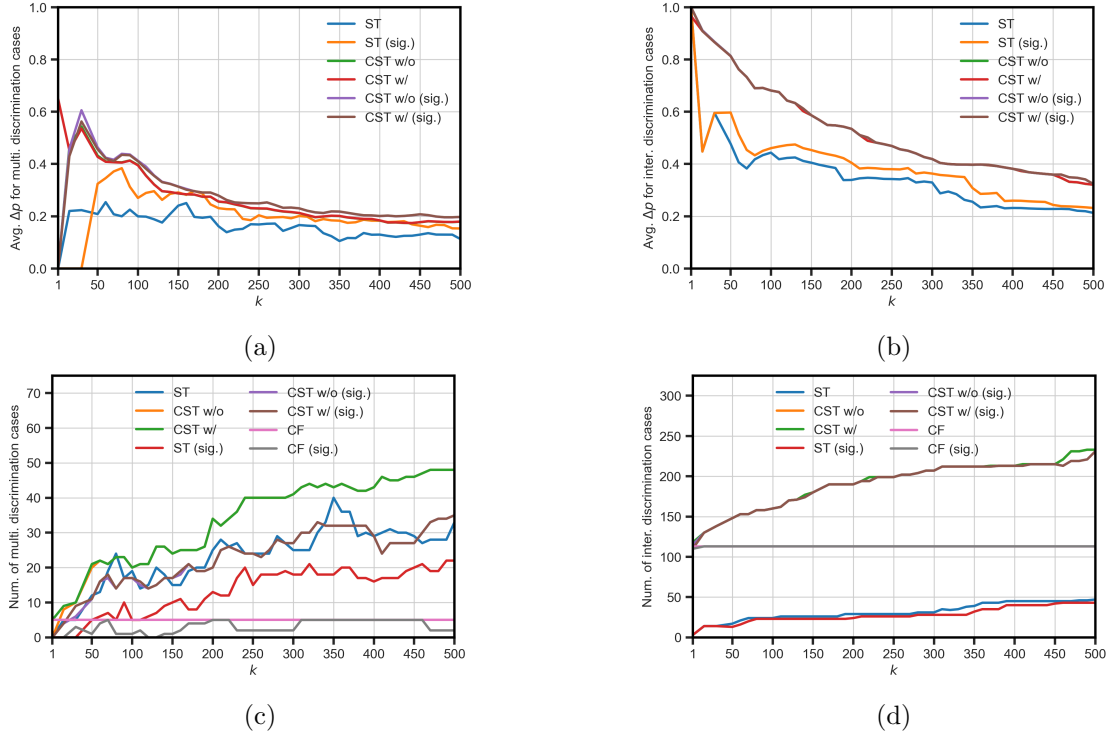 Avg. Δp for multi. discrimination cases
1.0
0.8
0.6
0.4
0.2
0.0
ST
ST (sig.)
CST w/o
CST w/
CST w/o (sig.)
CST w/ (sig.)
1 50 100 150 200 250 300 350 400 450 500
k
(a)
Avg. Δp for inter. discrimination cases
1.0
0.8
0.6
0.4
0.2
0.0
ST
ST (sig.)
CST w/o
CST w/
CST w/o (sig.)
CST w/ (sig.)
1 50 100 150 200 250 300 350 400 450 500
k
(b)
Num. of multi. discrimination cases
70
60
50
40
30
20
10
0
ST
CST w/o
CST w/
ST (sig.)
CST w/o (sig.)
CST w/ (sig.)
CF
CF (sig.)
1 50 100 150 200 250 300 350 400 450 500
k
(c)
Num. of inter. discrimination cases
300
250
200
150
100
50
0
ST
CST w/o
CST w/
ST (sig.)
CST w/o (sig.)
CST w/ (sig.)
CF
CF (sig.)
1 50 100 150 200 250 300 350 400 450 500
k
(d)